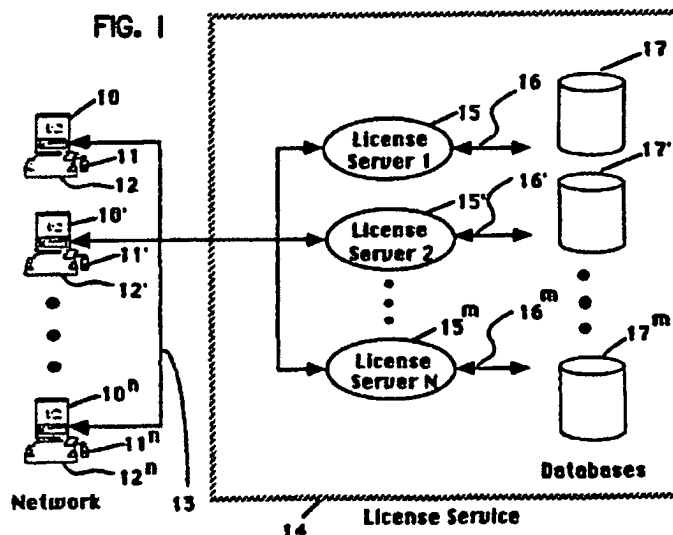 FIG. 1
10
11
12
10'
11'
12'
10ⁿ
11ⁿ
12ⁿ
Network
13
License
Server 1
15
16
17
License
Server 2
15'
16'
17'
License
Server N
15ᵐ
16ᵐ
17ᵐ
Databases
14
License Service